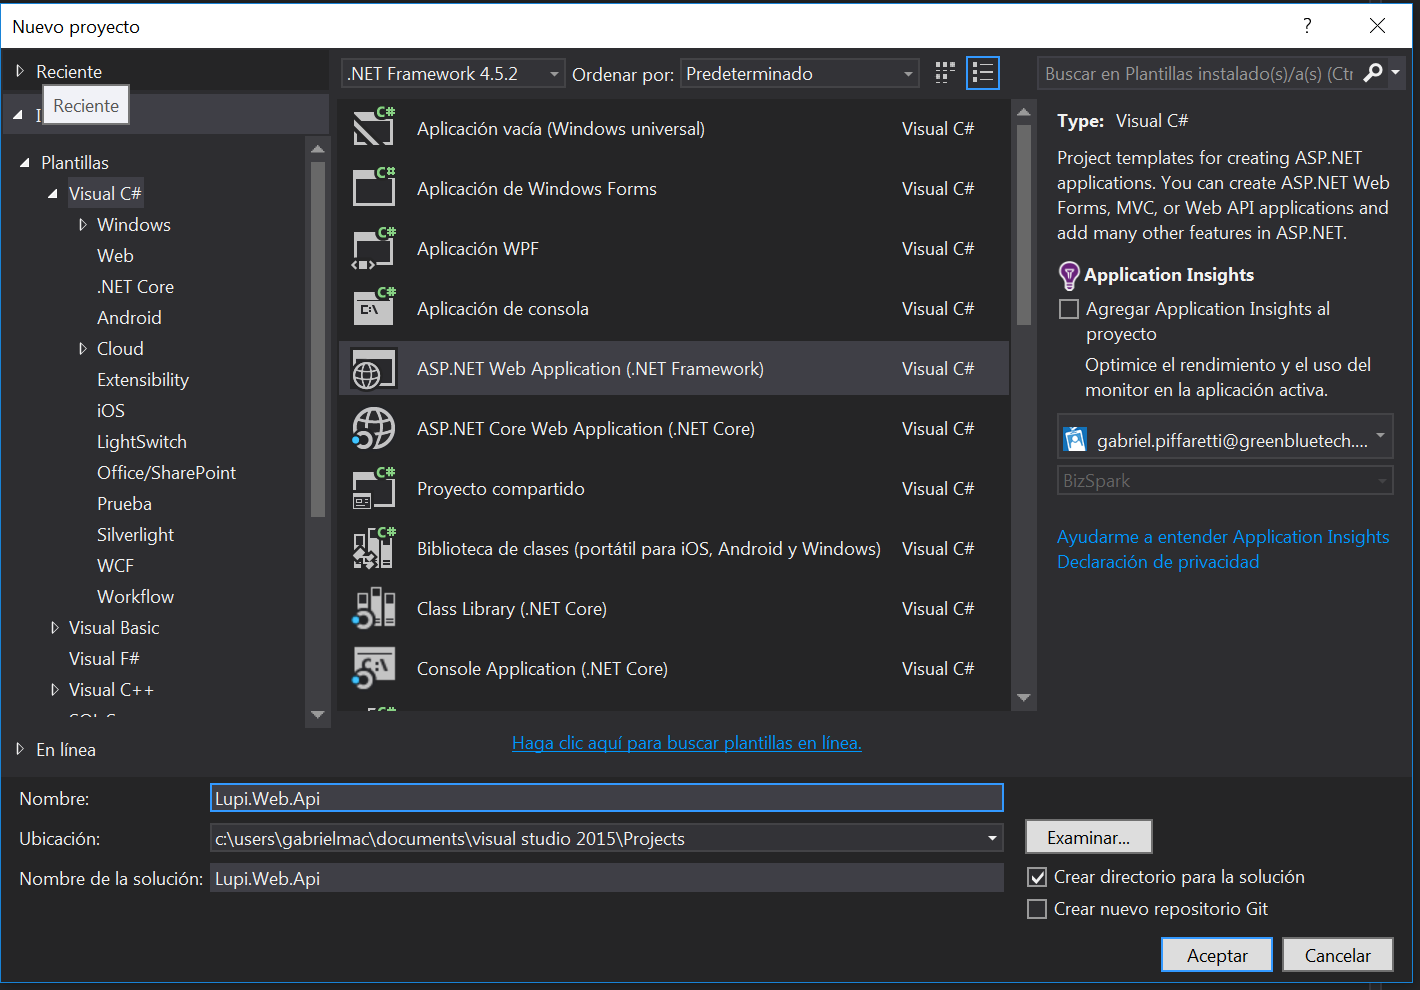 Nuevo proyecto
?
Reciente
Reciente
Plantillas
Visual C#
Windows
Web
.NET Core
Android
Cloud
Extensibility
iOS
LightSwitch
Office/SharePoint
Prueba
Silverlight
WCF
Workflow
Visual Basic
Visual F#
Visual C++
En línea
.NET Framework 4.5.2
Ordenar por:
Predeterminado
Aplicación vacía (Windows universal) Visual C#
Aplicación de Windows Forms Visual C#
Aplicación WPF Visual C#
Aplicación de consola Visual C#
ASP.NET Web Application (.NET Framework) Visual C#
ASP.NET Core Web Application (.NET Core) Visual C#
Proyecto compartido Visual C#
Biblioteca de clases (portátil para iOS, Android y Windows) Visual C#
Class Library (.NET Core) Visual C#
Console Application (.NET Core) Visual C#
Haga clic aquí para buscar plantillas en línea.
Buscar en Plantillas instalado(s)/a(s) (Ctr
Type: Visual C#
Project templates for creating ASP.NET
applications. You can create ASP.NET Web
Forms, MVC, or Web API applications and
add many other features in ASP.NET.
Application Insights
Agregar Application Insights al
proyecto
Optimice el rendimiento y el uso del
monitor en la aplicación activa.
gabriel.piffaretti@greenbluetech....
BizSpark
Ayudarme a entender Application Insights
Declaración de privacidad
Nombre: Lupi.Web.Api
Ubicación: c:\users\gabrielmac\documents\visual studio 2015\Projects
Examinar...
Nombre de la solución: Lupi.Web.Api
Crear directorio para la solución
Crear nuevo repositorio Git
Aceptar
Cancelar